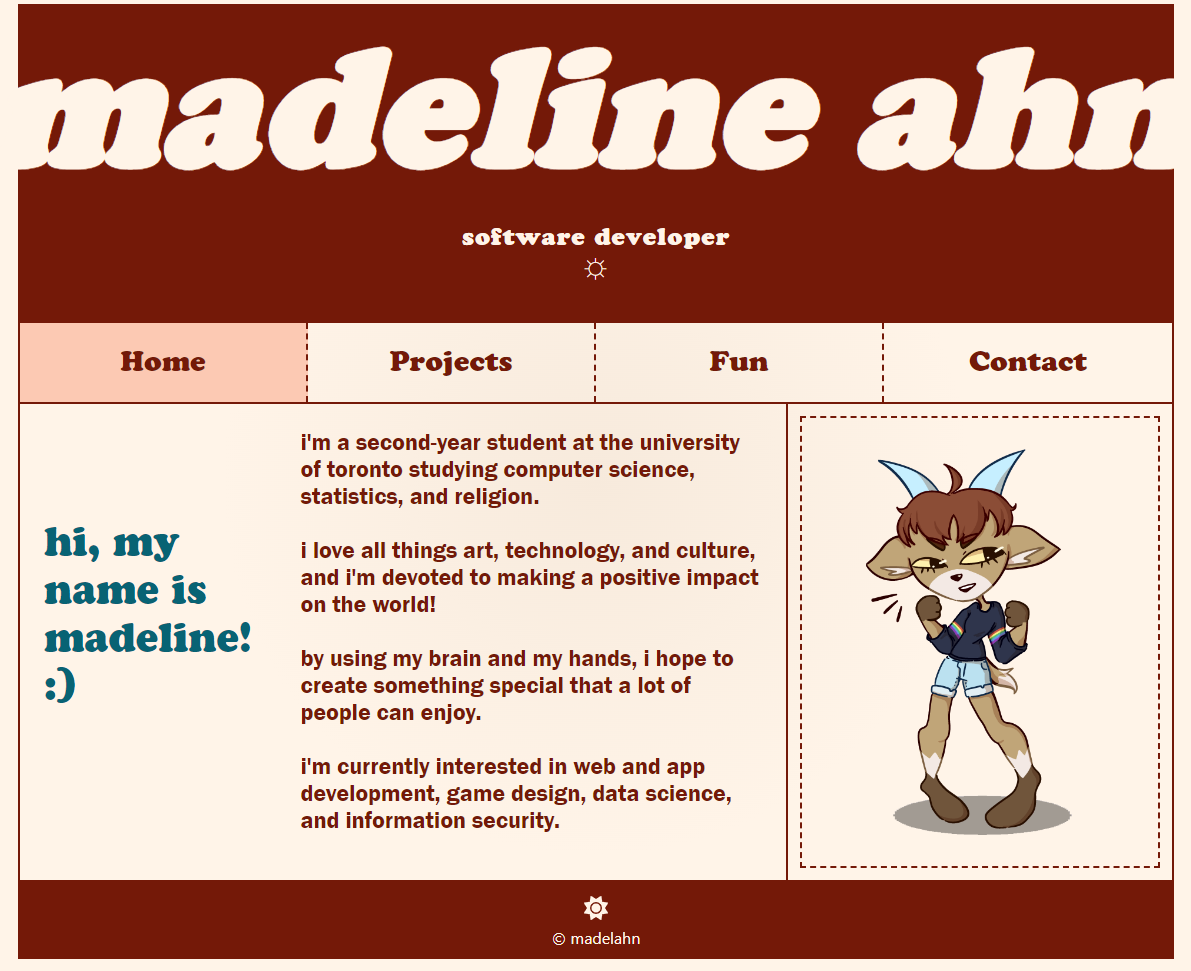 madeline ahn
software developer
Home
Projects
Fun
Contact
hi, my
name is
madeline!
:)
i'm a second-year student at the university
of toronto studying computer science,
statistics, and religion.
i love all things art, technology, and culture,
and i'm devoted to making a positive impact
on the world!
by using my brain and my hands, i hope to
create something special that a lot of
people can enjoy.
i'm currently interested in web and app
development, game design, data science,
and information security.
© madelahn